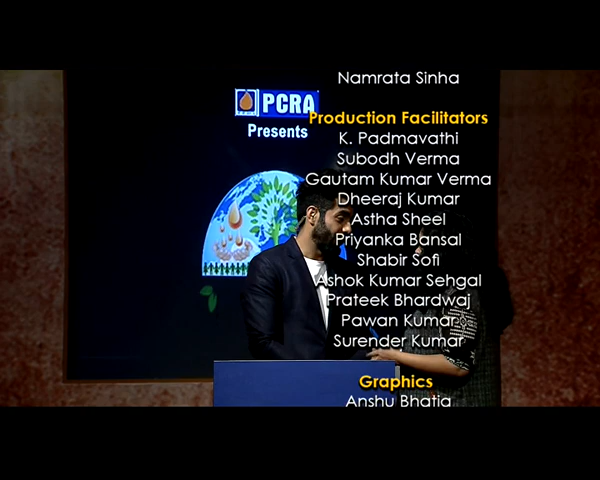 Namrata Sinha
PCRA
Presents
Production Facilitators
K. Padmavathi
Subodh Verma
Gautam Kumar Verma
Dheeraj Kumar
Astha Sheel
Priyanka Bansal
Shabir Sofi
Ashok Kumar Sehgal
Prateek Bhardwaj
Pawan Kumar
Surender Kumar
Graphics
Anshu Bhatia